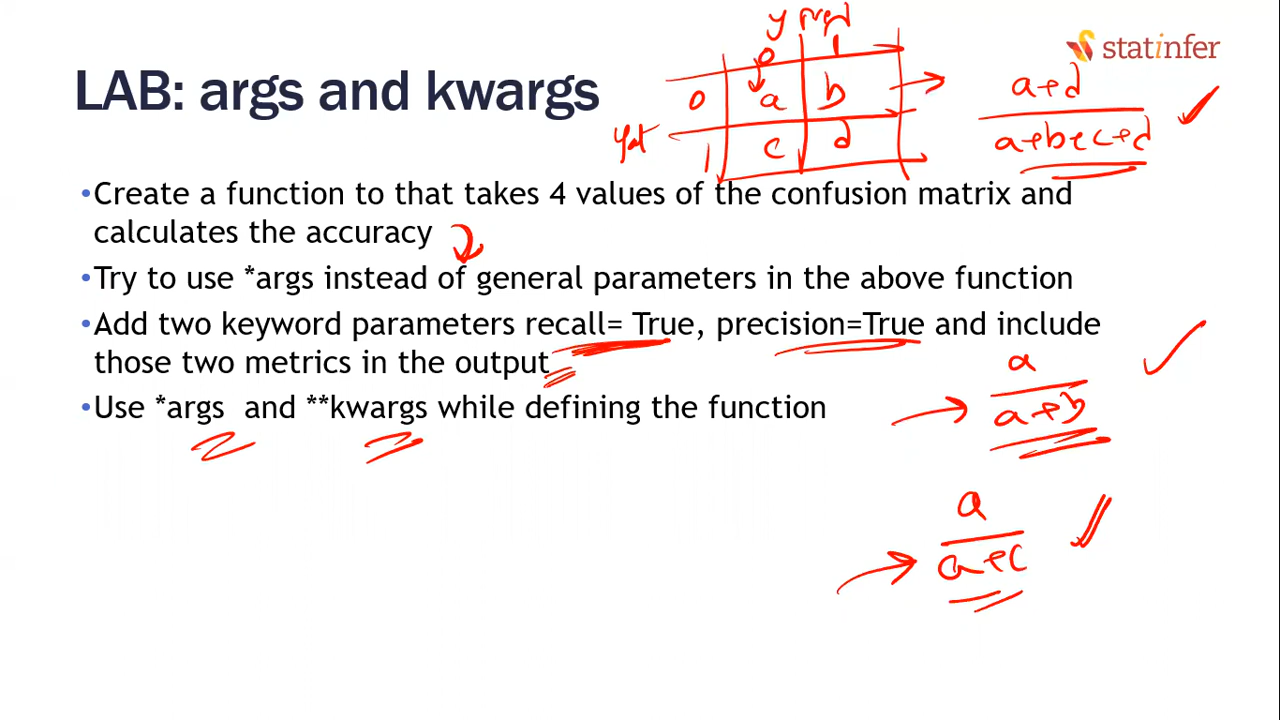 y pred
statinfer
0 1
LAB: args and kwargs
0 a b
a+d
a+b+c+d
1 c d
•Create a function to that takes 4 values of the confusion matrix and
calculates the accuracy
•Try to use *args instead of general parameters in the above function
•Add two keyword parameters recall= True, precision=True and include
those two metrics in the output
a
a+b
•Use *args and **kwargs while defining the function
a
a+c